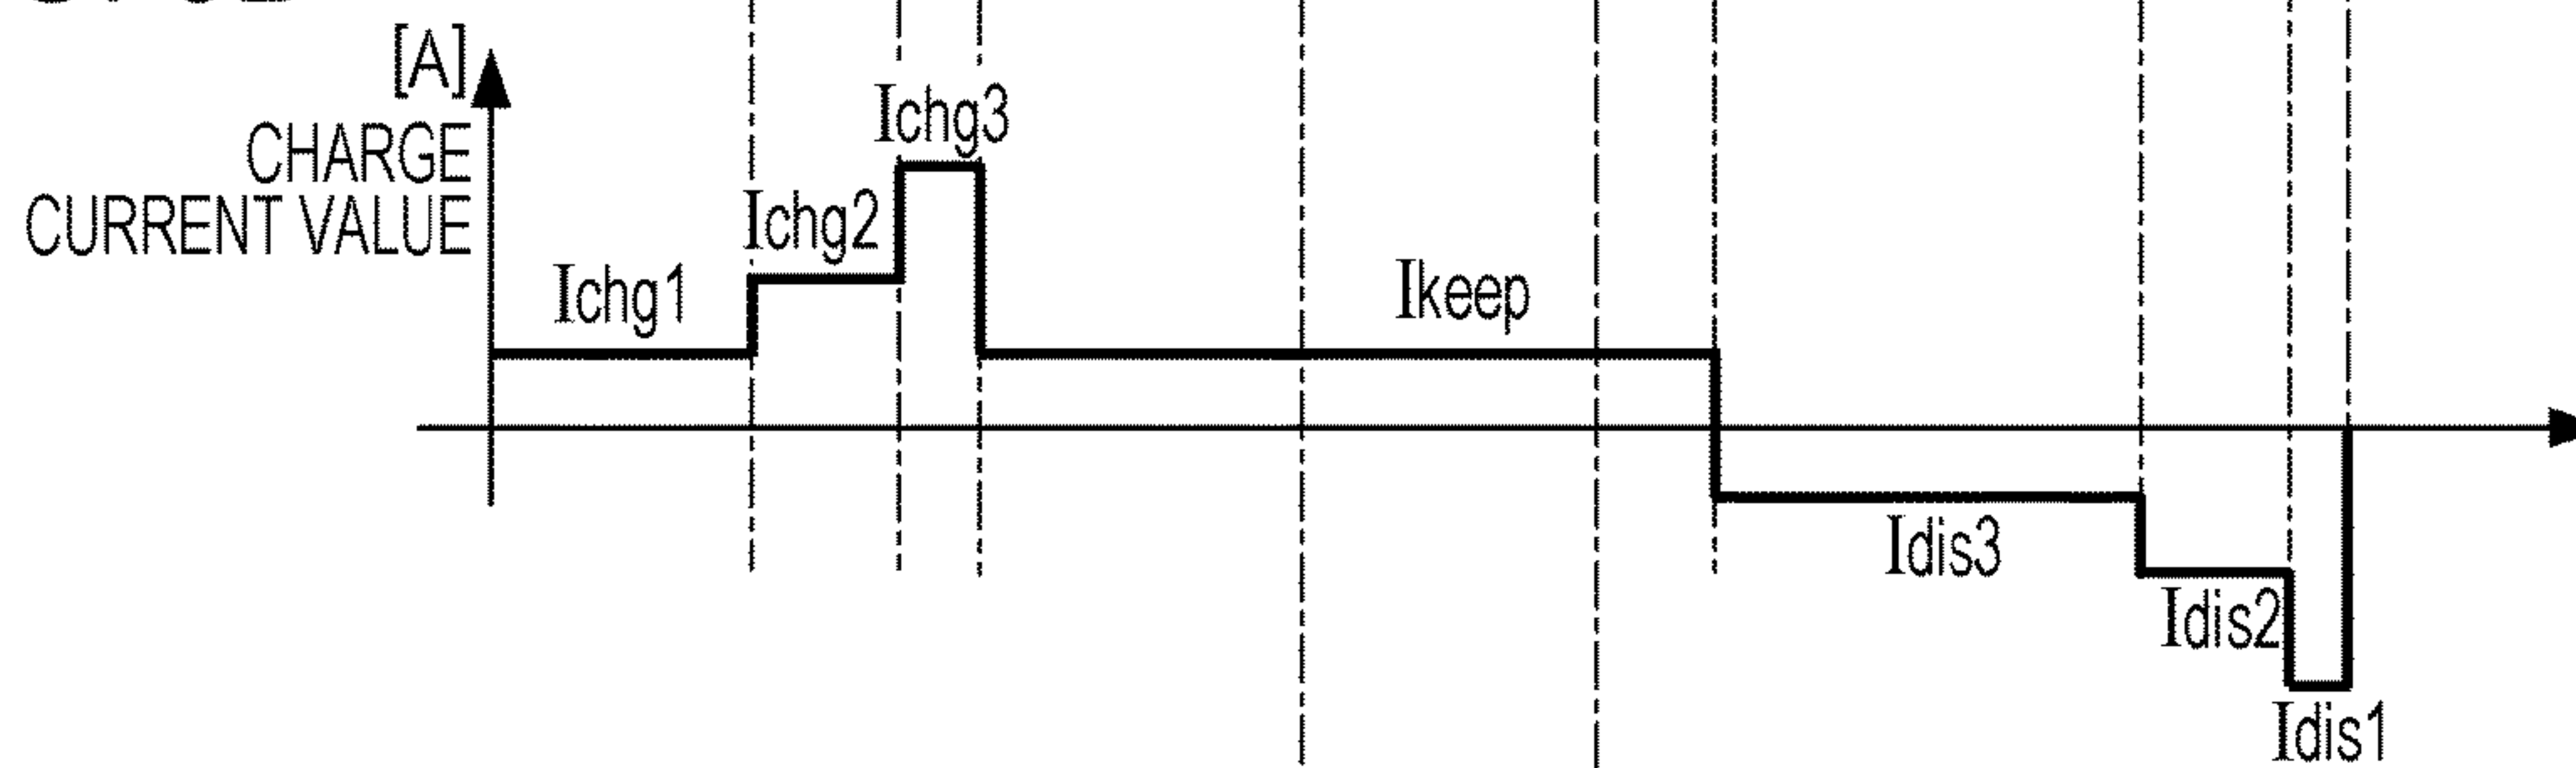 [A]
CHARGE
CURRENT VALUE
Ichg1
Ichg2
Ichg3
Ikeep
Idis3
Idis2
Idis1